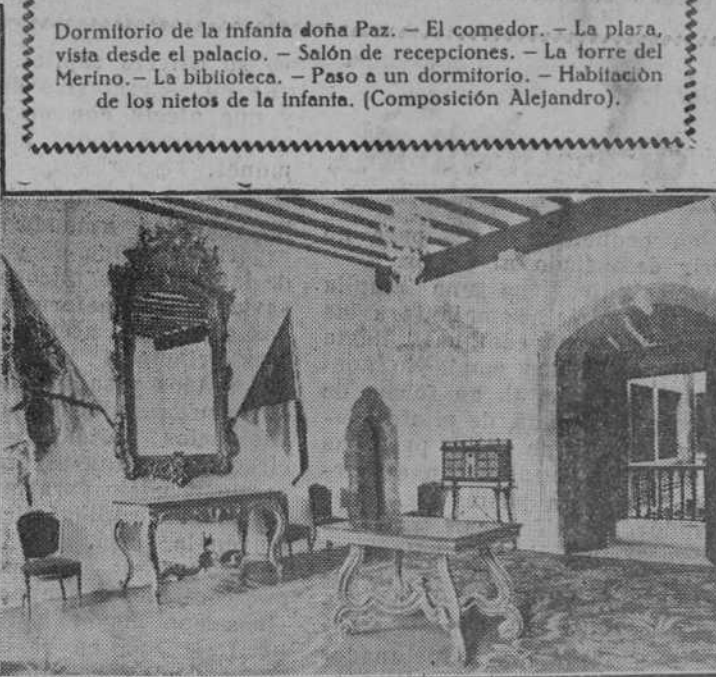 Dormitorio de la infanta doña Paz. — El comedor. — La plaza,
vista desde el palacio. — Salón de recepciones. — La torre del
Merino. — La biblioteca. — Paso a un dormitorio. — Habitación
de los nietos de la infanta. (Composición Alejandro).